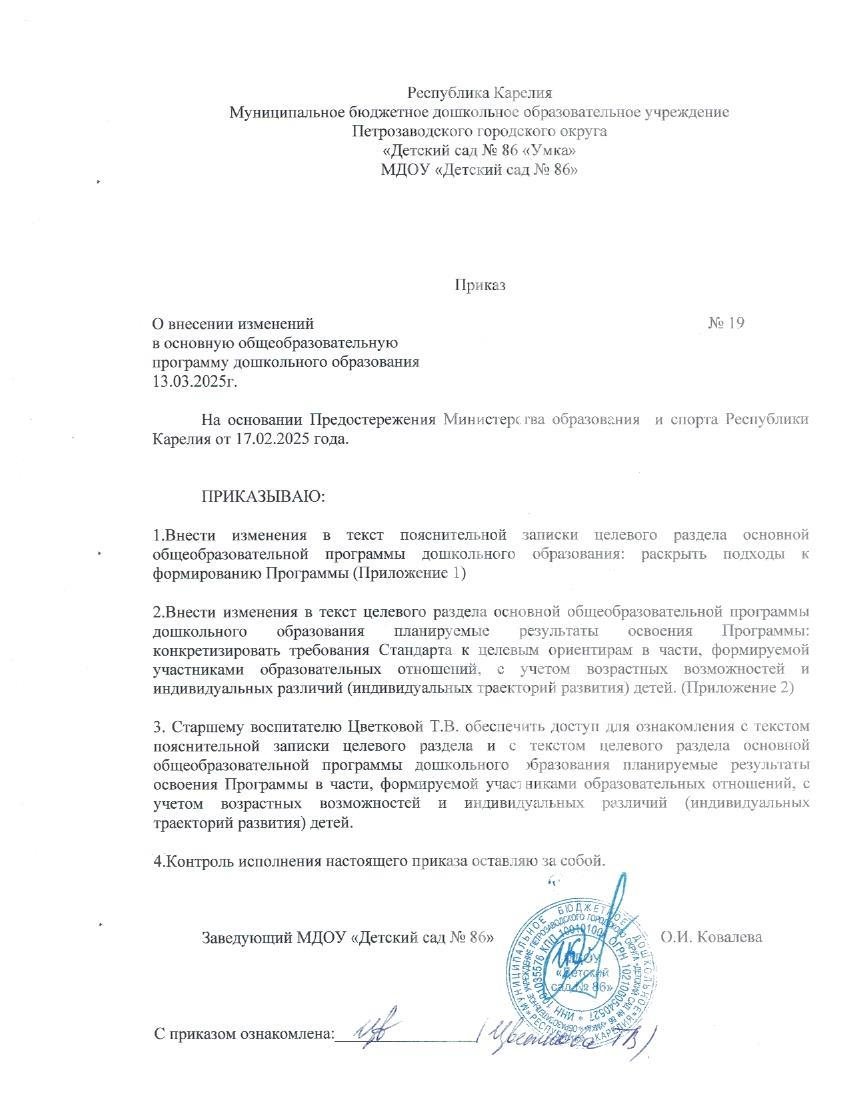 Республика Карелия
Муниципальное бюджетное дошкольное образовательное учреждение
Петрозаводского городского округа
«Детский сад № 86 «Умка»
МДОУ «Детский сад № 86»
Приказ
О внесении изменений № 19
в основную общеобразовательную
программу дошкольного образования
13.03.2025г.
На основании Предостережения Министерства образования и спорта Республики
Карелия от 17.02.2025 года.
ПРИКАЗЫВАЮ:
1.Внести изменения в текст пояснительной записки целевого раздела основной
общеобразовательной программы дошкольного образования: раскрыть подходы к
формированию Программы (Приложение 1)
2.Внести изменения в текст целевого раздела основной общеобразовательной программы
дошкольного образования планируемые результаты освоения Программы:
конкретизировать требования Стандарта к целевым ориентирам в части, формируемой
участниками образовательных отношений, с учетом возрастных возможностей и
индивидуальных различий (индивидуальных траекторий развития) детей. (Приложение 2)
3. Старшему воспитателю Цветковой Т.В. обеспечить доступ для ознакомления с текстом
пояснительной записки целевого раздела и с текстом целевого раздела основной
общеобразовательной программы дошкольного образования планируемые результаты
освоения Программы в части, формируемой участниками образовательных отношений, с
учетом возрастных возможностей и индивидуальных различий (индивидуальных
траекторий развития) детей.
4.Контроль исполнения настоящего приказа оставляю за собой.
Заведующий МДОУ «Детский сад № 86» О.И. Ковалева
МДОУ
«Детский
сад № 86»
С приказом ознакомлена: (Цветкова ТВ)